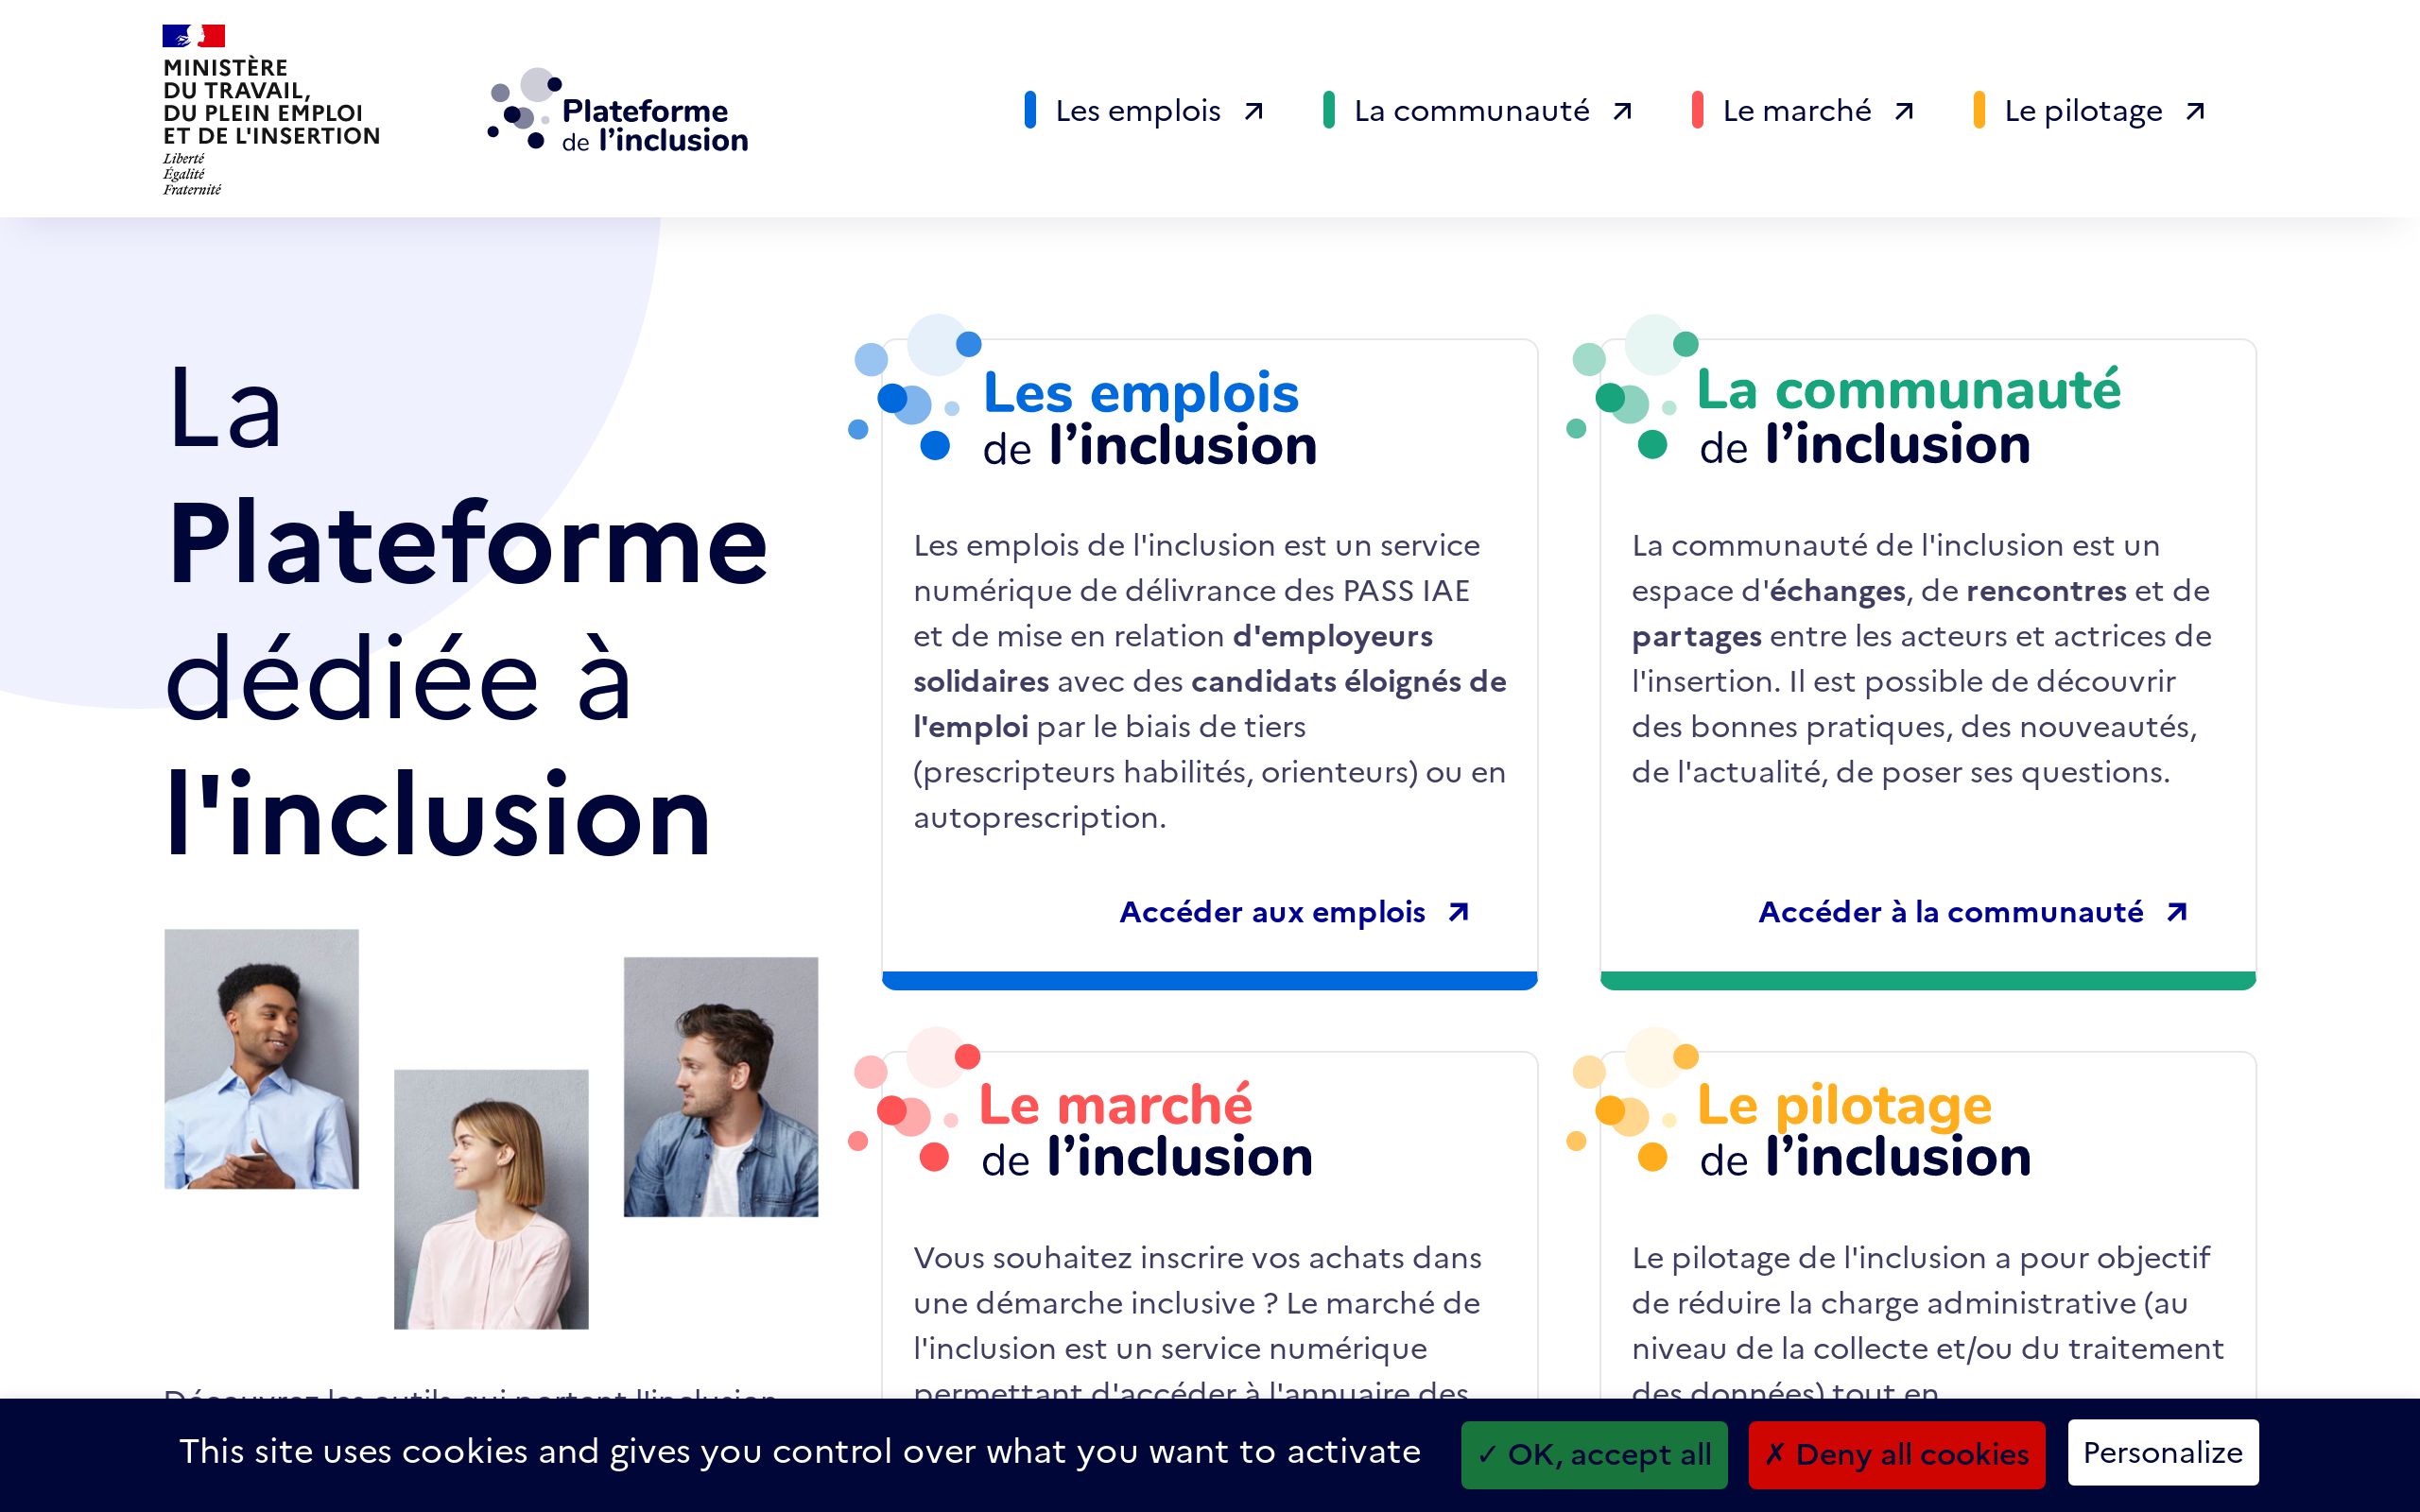 MINISTÈRE
DU TRAVAIL,
DU PLEIN EMPLOI
ET DE L'INSERTION
Liberté
Égalité
Fraternité
Plateforme
de l’inclusion
Les emplois
La communauté
Le marché
Le pilotage
La
Plateforme
dédiée à
l'inclusion
Les emplois
de l’inclusion
Les emplois de l'inclusion est un service
numérique de délivrance des PASS IAE
et de mise en relation d'employeurs
solidaires avec des candidats éloignés de
l'emploi par le biais de tiers
(prescripteurs habilités, orienteurs) ou en
autoprescription.
Accéder aux emplois
La communauté
de l’inclusion
La communauté de l'inclusion est un
espace d'échanges, de rencontres et de
partages entre les acteurs et actrices de
l'insertion. Il est possible de découvrir
des bonnes pratiques, des nouveautés,
de l'actualité, de poser ses questions.
Accéder à la communauté
Le marché
de l’inclusion
Vous souhaitez inscrire vos achats dans
une démarche inclusive ? Le marché de
l'inclusion est un service numérique
permettant d'accéder à l'annuaire des
Le pilotage
de l’inclusion
Le pilotage de l'inclusion a pour objectif
de réduire la charge administrative (au
niveau de la collecte et/ou du traitement
des données) tout en
Découvrez les outils qui portent l'inclusion
This site uses cookies and gives you control over what you want to activate
✓ OK, accept all
✗ Deny all cookies
Personalize